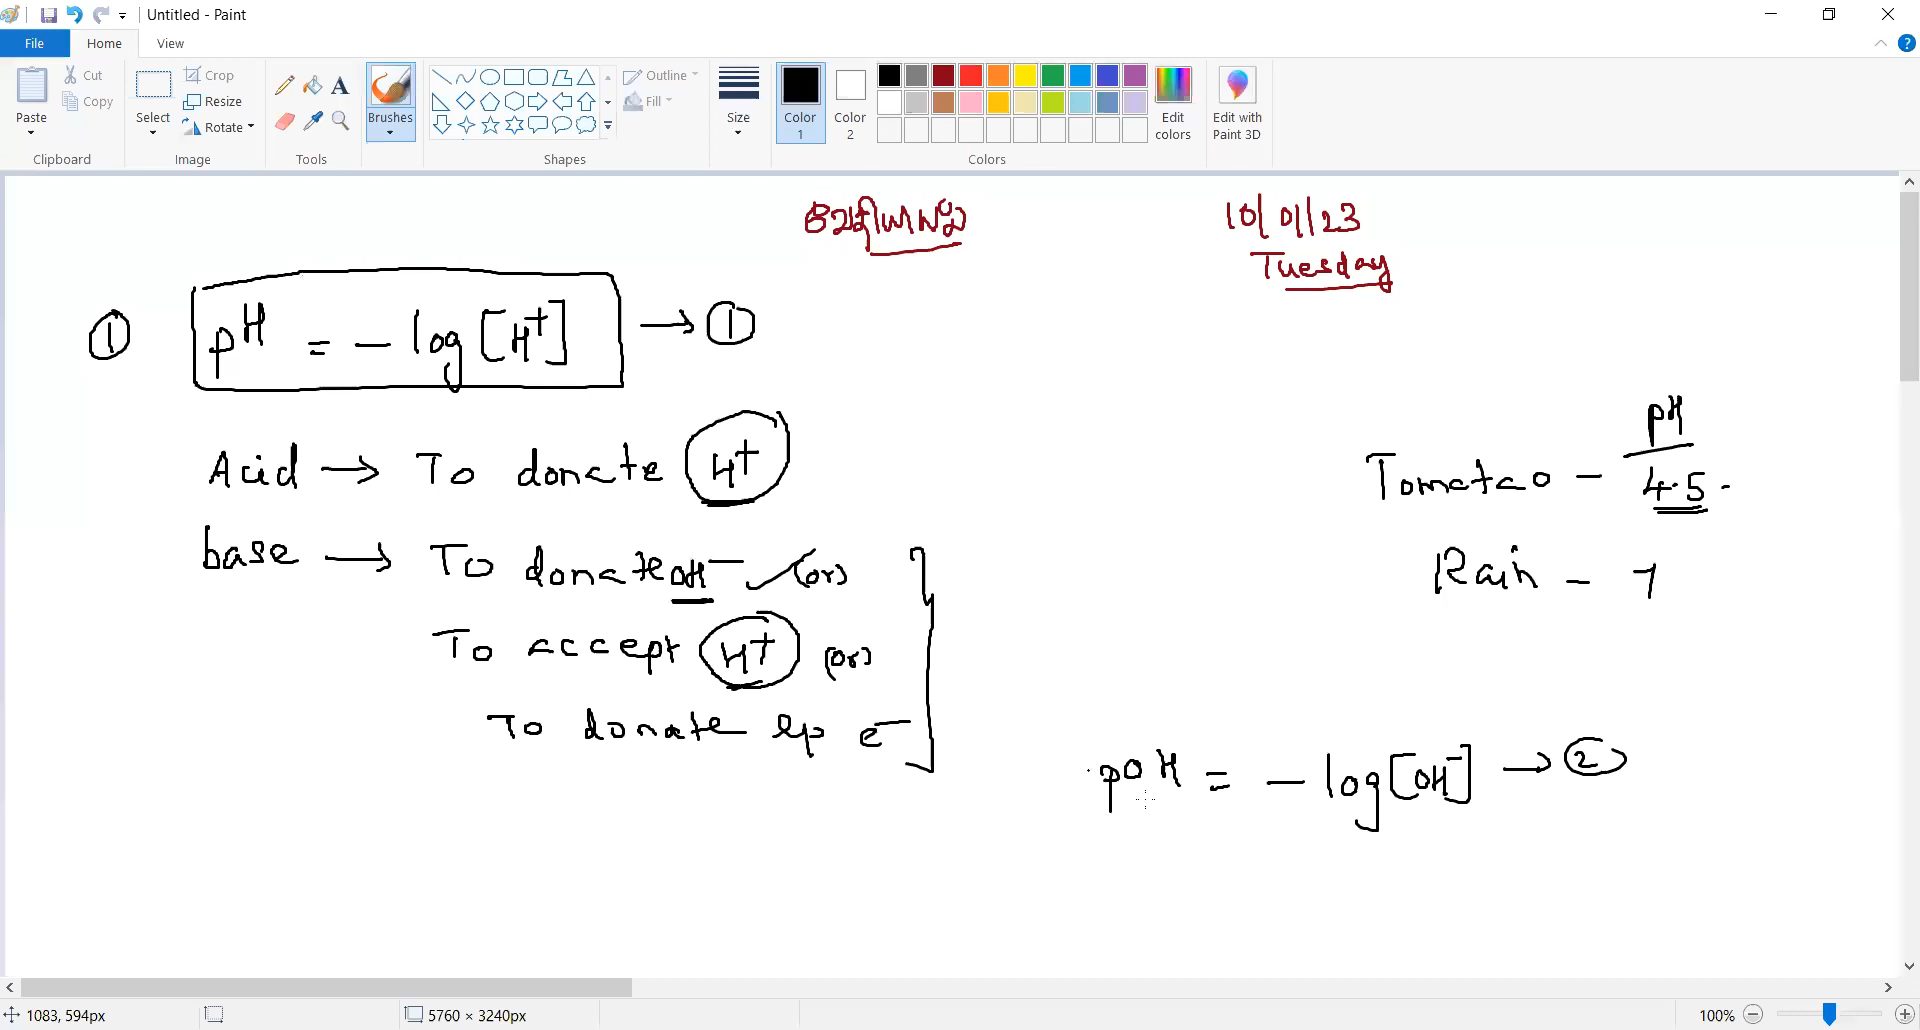 Untitled - Paint
File Home View
Paste
Cut
Copy
Clipboard
Select
Crop
Resize
Rotate
Image
Tools
Brushes
Shapes
Outline
Fill
Size
Color 1
Color 2
Colors
Edit colors
Edit with Paint 3D
10/01/23
Tuesday
① pH = - log [H+] → ①
Acid → To donate H+
base → To donate OH- (or)
To accept H+ (or)
To donate lp e-
pH
Tomatao - 4.5
Rain - 7
pOH = - log [OH-] → ②
1083, 594px
5760 × 3240px
100%